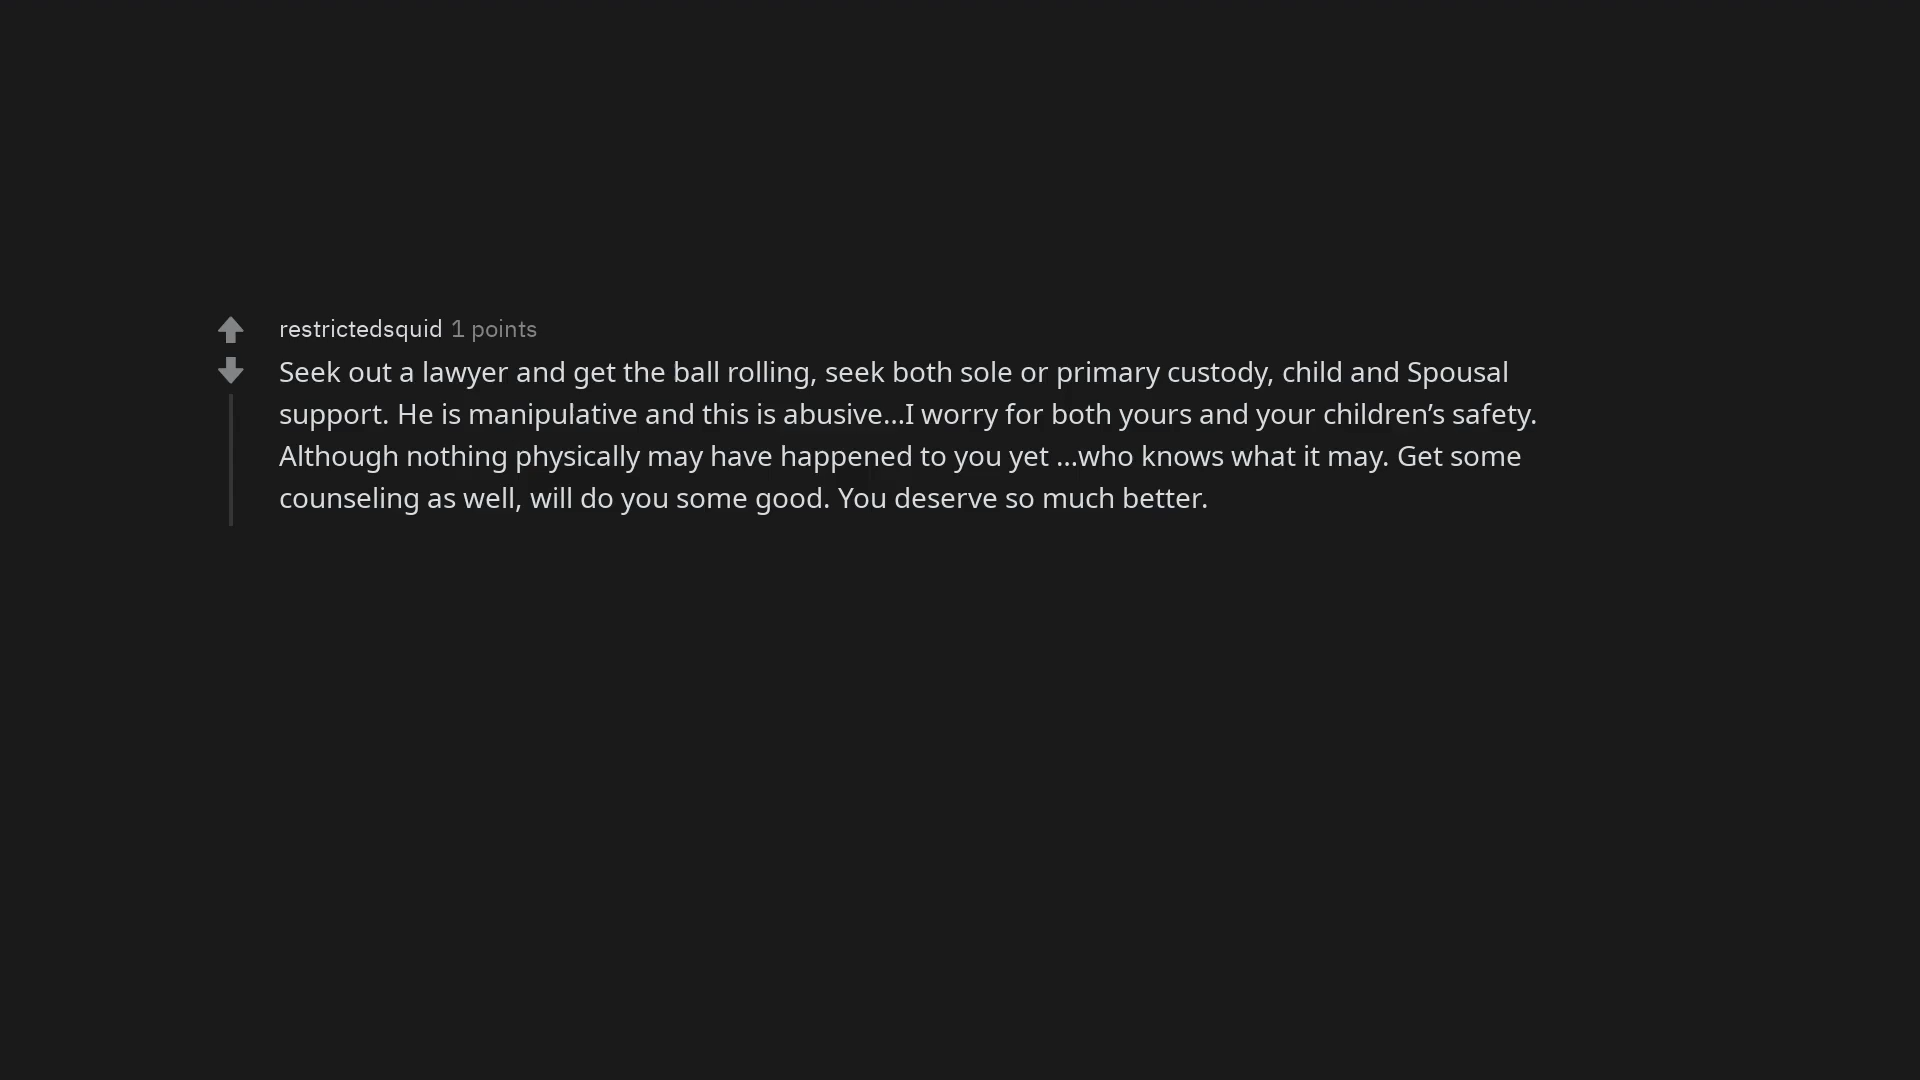 restrictedsquid 1 points
Seek out a lawyer and get the ball rolling, seek both sole or primary custody, child and Spousal
support. He is manipulative and this is abusive...I worry for both yours and your children’s safety.
Although nothing physically may have happened to you yet ...who knows what it may. Get some
counseling as well, will do you some good. You deserve so much better.